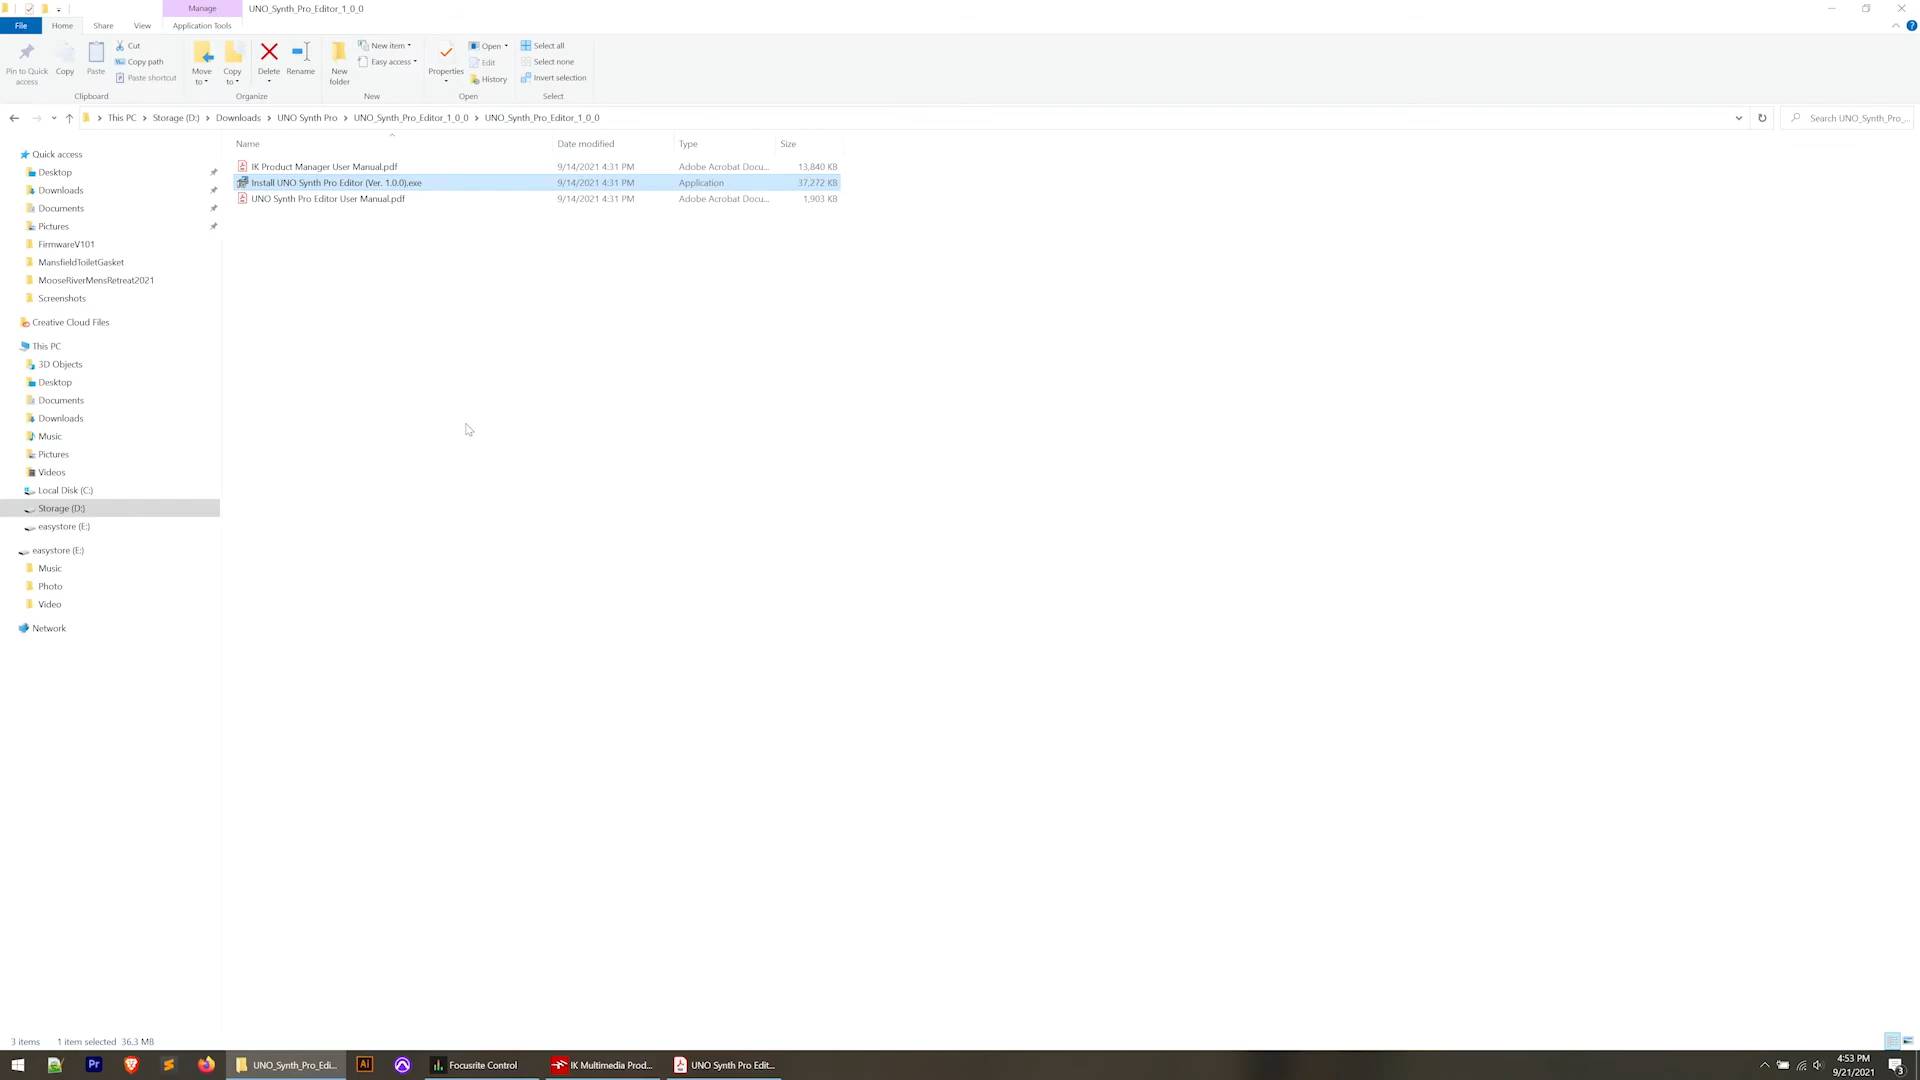 Manage
UNO_Synth_Pro_Editor_1_0_0
File Home Share View Application Tools
Pin to Quick access
Copy
Paste
Cut
Copy path
Paste shortcut
Clipboard
Move to
Copy to
Delete
Rename
Organize
New folder
New item
Easy access
New
Properties
Open
Edit
History
Open
Select all
Select none
Invert selection
Select
This PC > Storage (D:) > Downloads > UNO Synth Pro > UNO_Synth_Pro_Editor_1_0_0 > UNO_Synth_Pro_Editor_1_0_0
Search UNO_Synth_Pro_...
Name Date modified Type Size
IK Product Manager User Manual.pdf 9/14/2021 4:31 PM Adobe Acrobat Docu... 13,840 KB
Install UNO Synth Pro Editor (Ver. 1.0.0).exe 9/14/2021 4:31 PM Application 37,272 KB
UNO Synth Pro Editor User Manual.pdf 9/14/2021 4:31 PM Adobe Acrobat Docu... 1,903 KB
Quick access
Desktop
Downloads
Documents
Pictures
FirmwareV101
MansfieldToiletGasket
MooseRiverMensRetreat2021
Screenshots
Creative Cloud Files
This PC
3D Objects
Desktop
Documents
Downloads
Music
Pictures
Videos
Local Disk (C:)
Storage (D:)
easystore (E:)
easystore (E:)
Music
Photo
Video
Network
3 items 1 item selected 36.3 MB
Pr
UNO_Synth_Pro_Edi...
Ai
Focusrite Control
IK Multimedia Prod...
UNO Synth Pro Edit...
4:53 PM
9/21/2021
3